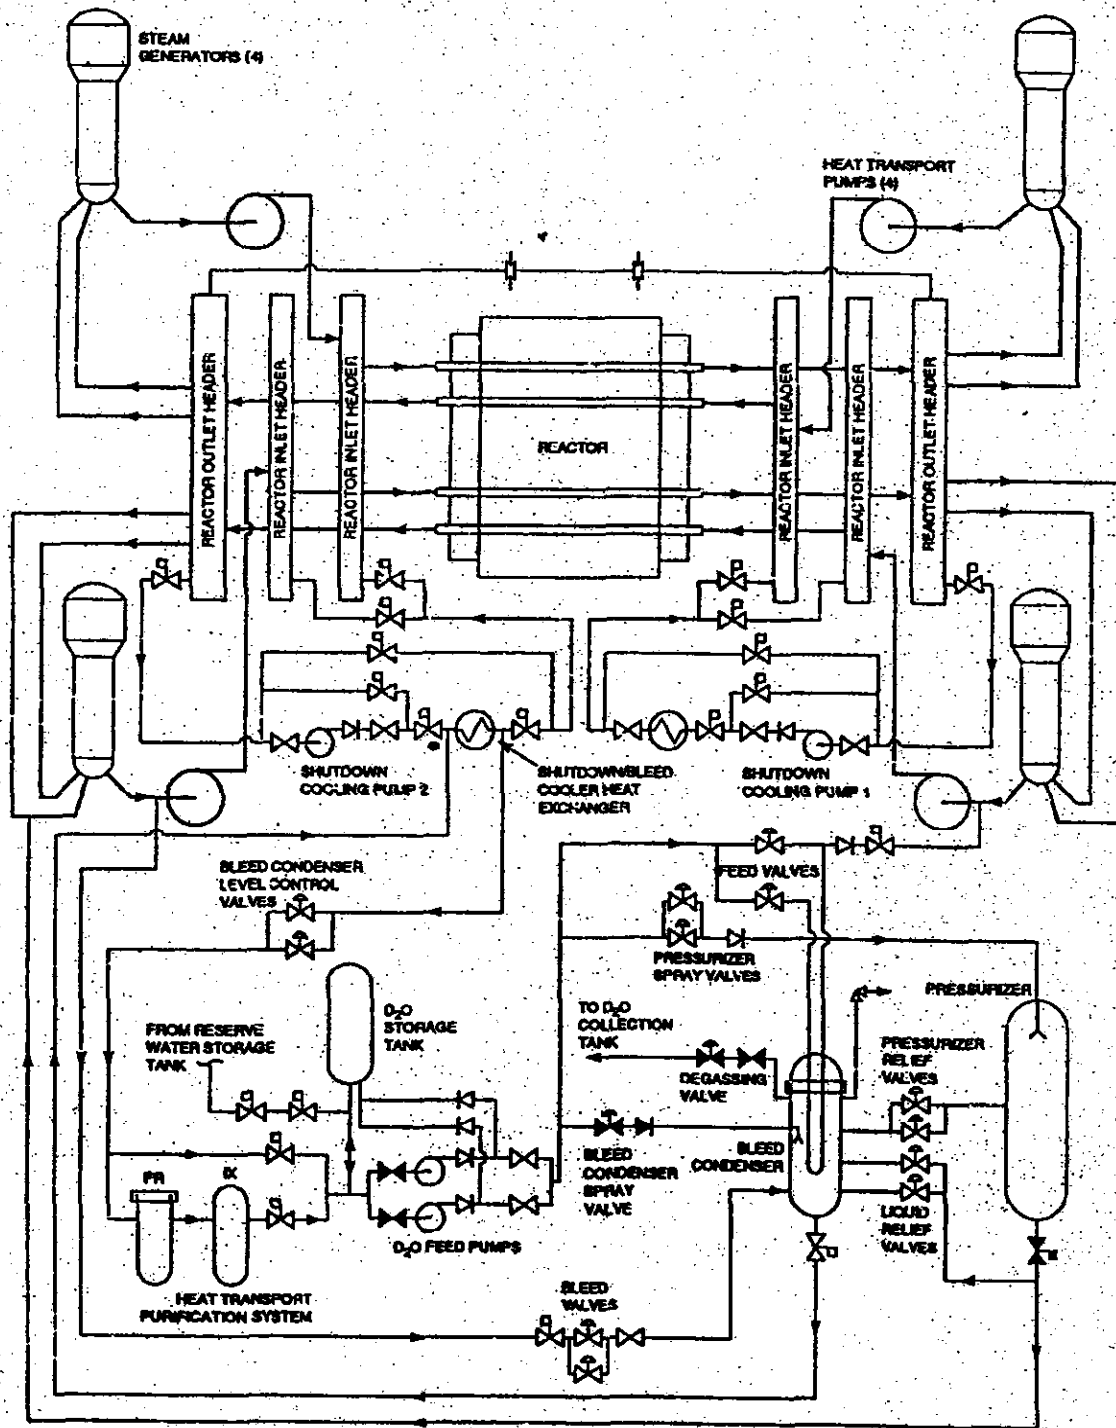 STEAM
GENERATORS (4)
HEAT TRANSPORT
PUMPS (4)
REACTOR OUTLET HEADER
REACTOR INLET HEADER
REACTOR INLET HEADER
REACTOR
REACTOR INLET HEADER
REACTOR INLET HEADER
REACTOR OUTLET HEADER
SHUTDOWN
COOLING PUMP 2
SHUTDOWN/BLEED
COOLER HEAT
EXCHANGER
SHUTDOWN
COOLING PUMP 1
BLEED CONDENSER
LEVEL CONTROL
VALVES
FEED VALVES
PRESSURIZER
SPRAY VALVES
D₂O
STORAGE
TANK
TO D₂O
COLLECTION
TANK
PRESSURIZER
FROM RESERVE
WATER STORAGE
TANK
DEGASSING
VALVE
PRESSURIZER
RELIEF
VALVES
BLEED
CONDENSER
BLEED
CONDENSER
SPRAY
VALVE
FR
IX
D₂O FEED PUMPS
LIQUID
RELIEF
VALVES
HEAT TRANSPORT
PURIFICATION SYSTEM
BLEED
VALVES